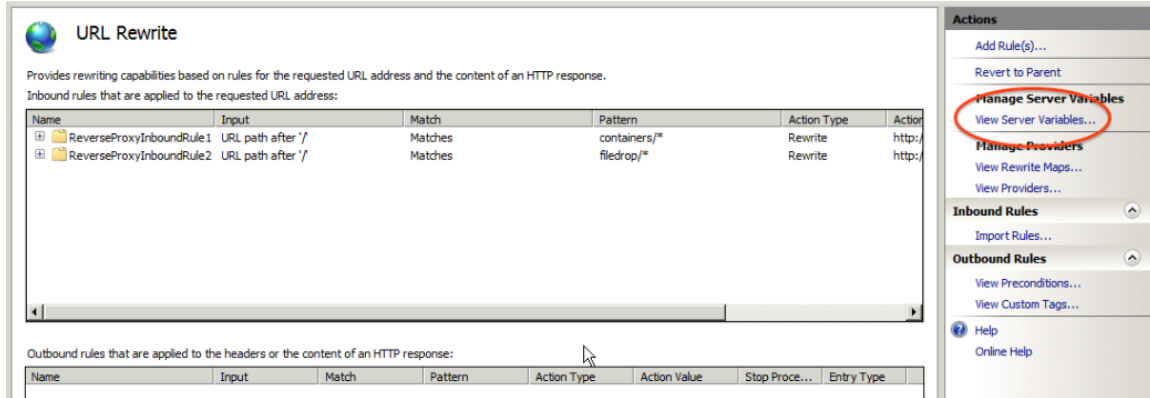 URL Rewrite
Provides rewriting capabilities based on rules for the requested URL address and the content of an HTTP response.
Inbound rules that are applied to the requested URL address:
Name Input Match Pattern Action Type Action
ReverseProxyInboundRule1 URL path after '/' Matches containers/* Rewrite http:/
ReverseProxyInboundRule2 URL path after '/' Matches filedrop/* Rewrite http:/
Outbound rules that are applied to the headers or the content of an HTTP response:
Name Input Match Pattern Action Type Action Value Stop Proce... Entry Type
Actions
Add Rule(s)...
Revert to Parent
Manage Server Variables
View Server Variables...
Manage Providers
View Rewrite Maps...
View Providers...
Inbound Rules
Import Rules...
Outbound Rules
View Preconditions...
View Custom Tags...
Help
Online Help